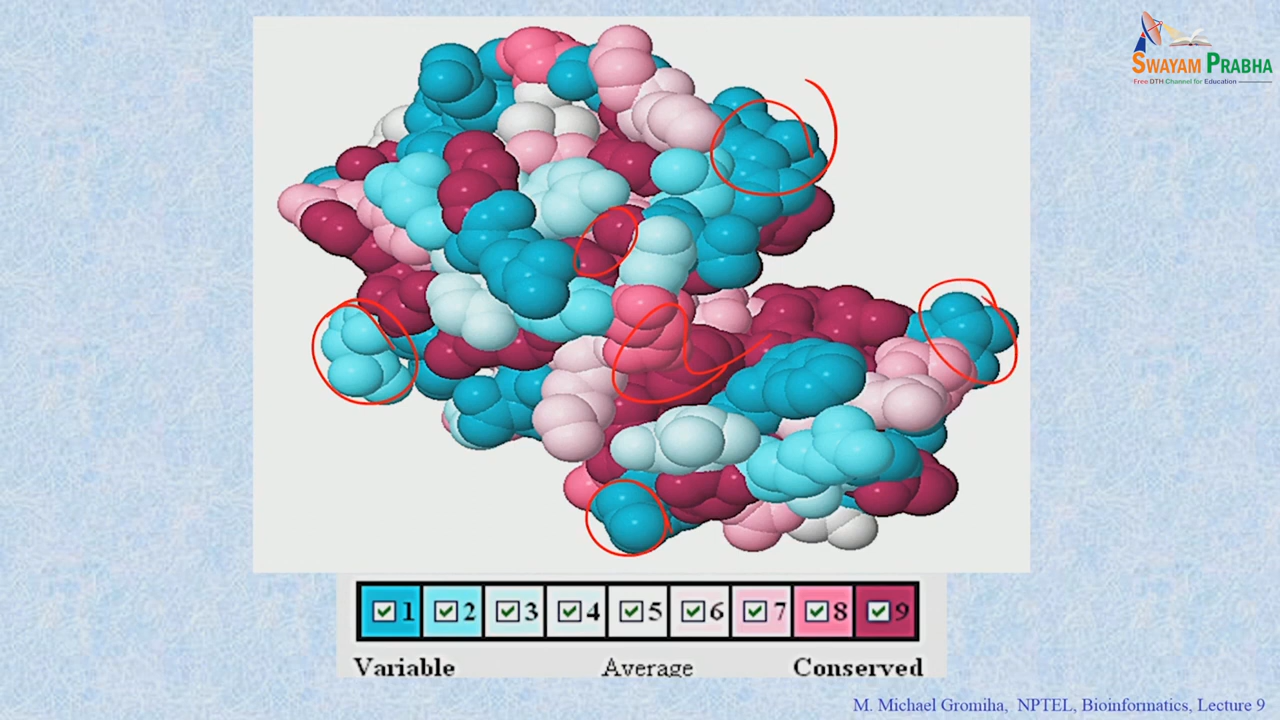 SWAYAM PRABHA
Free DTH Channel for Education
1 2 3 4 5 6 7 8 9
Variable Average Conserved
M. Michael Gromiha, NPTEL, Bioinformatics, Lecture 9